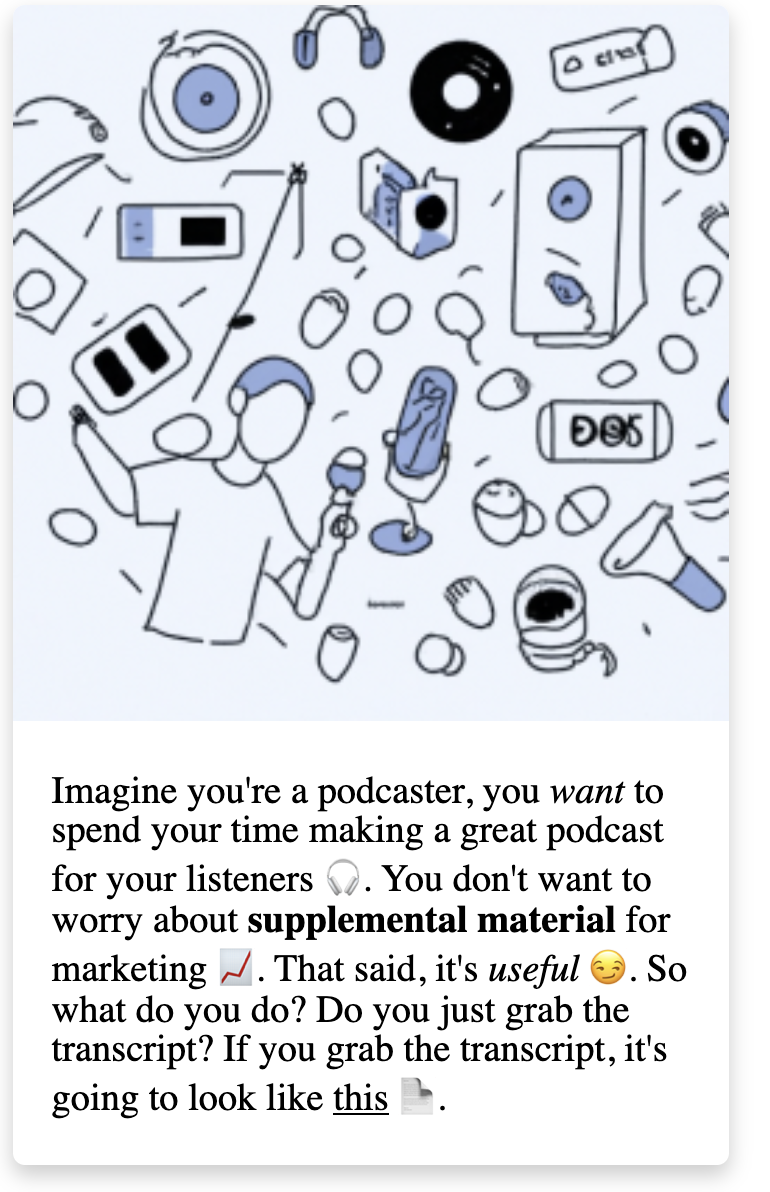 Imagine you're a podcaster, you want to
spend your time making a great podcast
for your listeners 🎧. You don't want to
worry about supplemental material for
marketing 📈. That said, it's useful 😏. So
what do you do? Do you just grab the
transcript? If you grab the transcript, it's
going to look like this 📄.